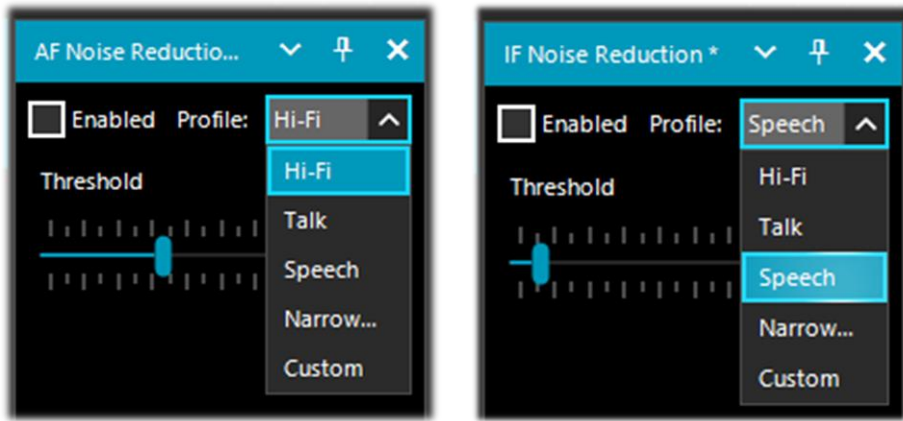 AF Noise Reductio...
Enabled Profile: Hi-Fi
Threshold
Hi-Fi
Talk
Speech
Narrow...
Custom
IF Noise Reduction *
Enabled Profile: Speech
Threshold
Hi-Fi
Talk
Speech
Narrow...
Custom